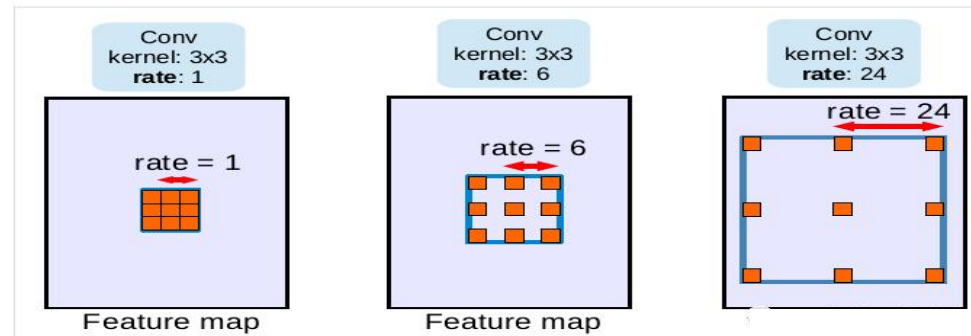 Conv
kernel: 3x3
rate: 1
rate = 1
Feature map
Conv
kernel: 3x3
rate: 6
rate = 6
Feature map
Conv
kernel: 3x3
rate: 24
rate = 24